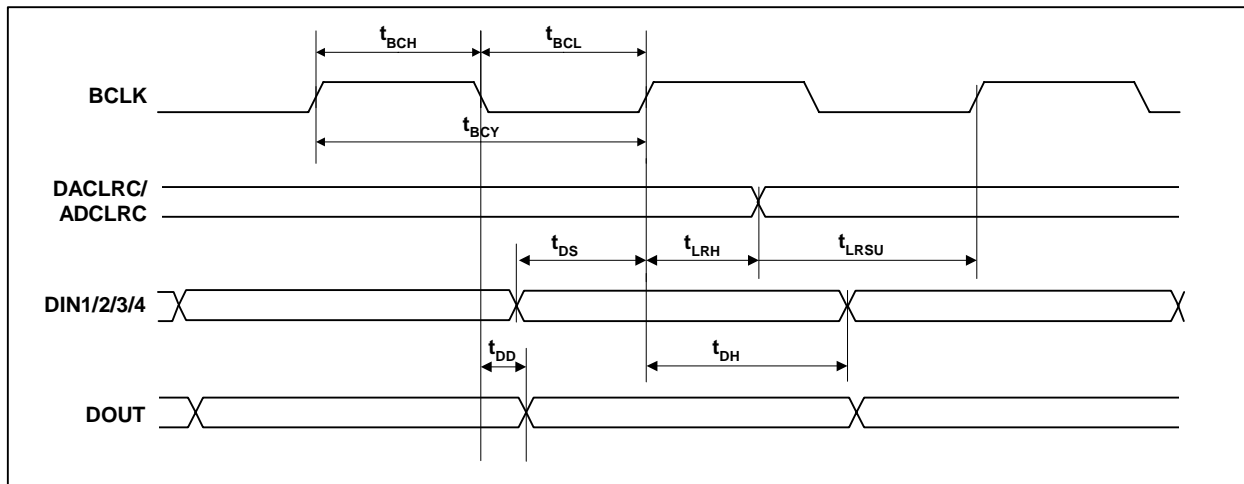 tBCH
tBCL
BCLK
tBCY
DACLRC/
ADCLRC
tDS
tLRH
tLRSU
DIN1/2/3/4
tDD
tDH
DOUT